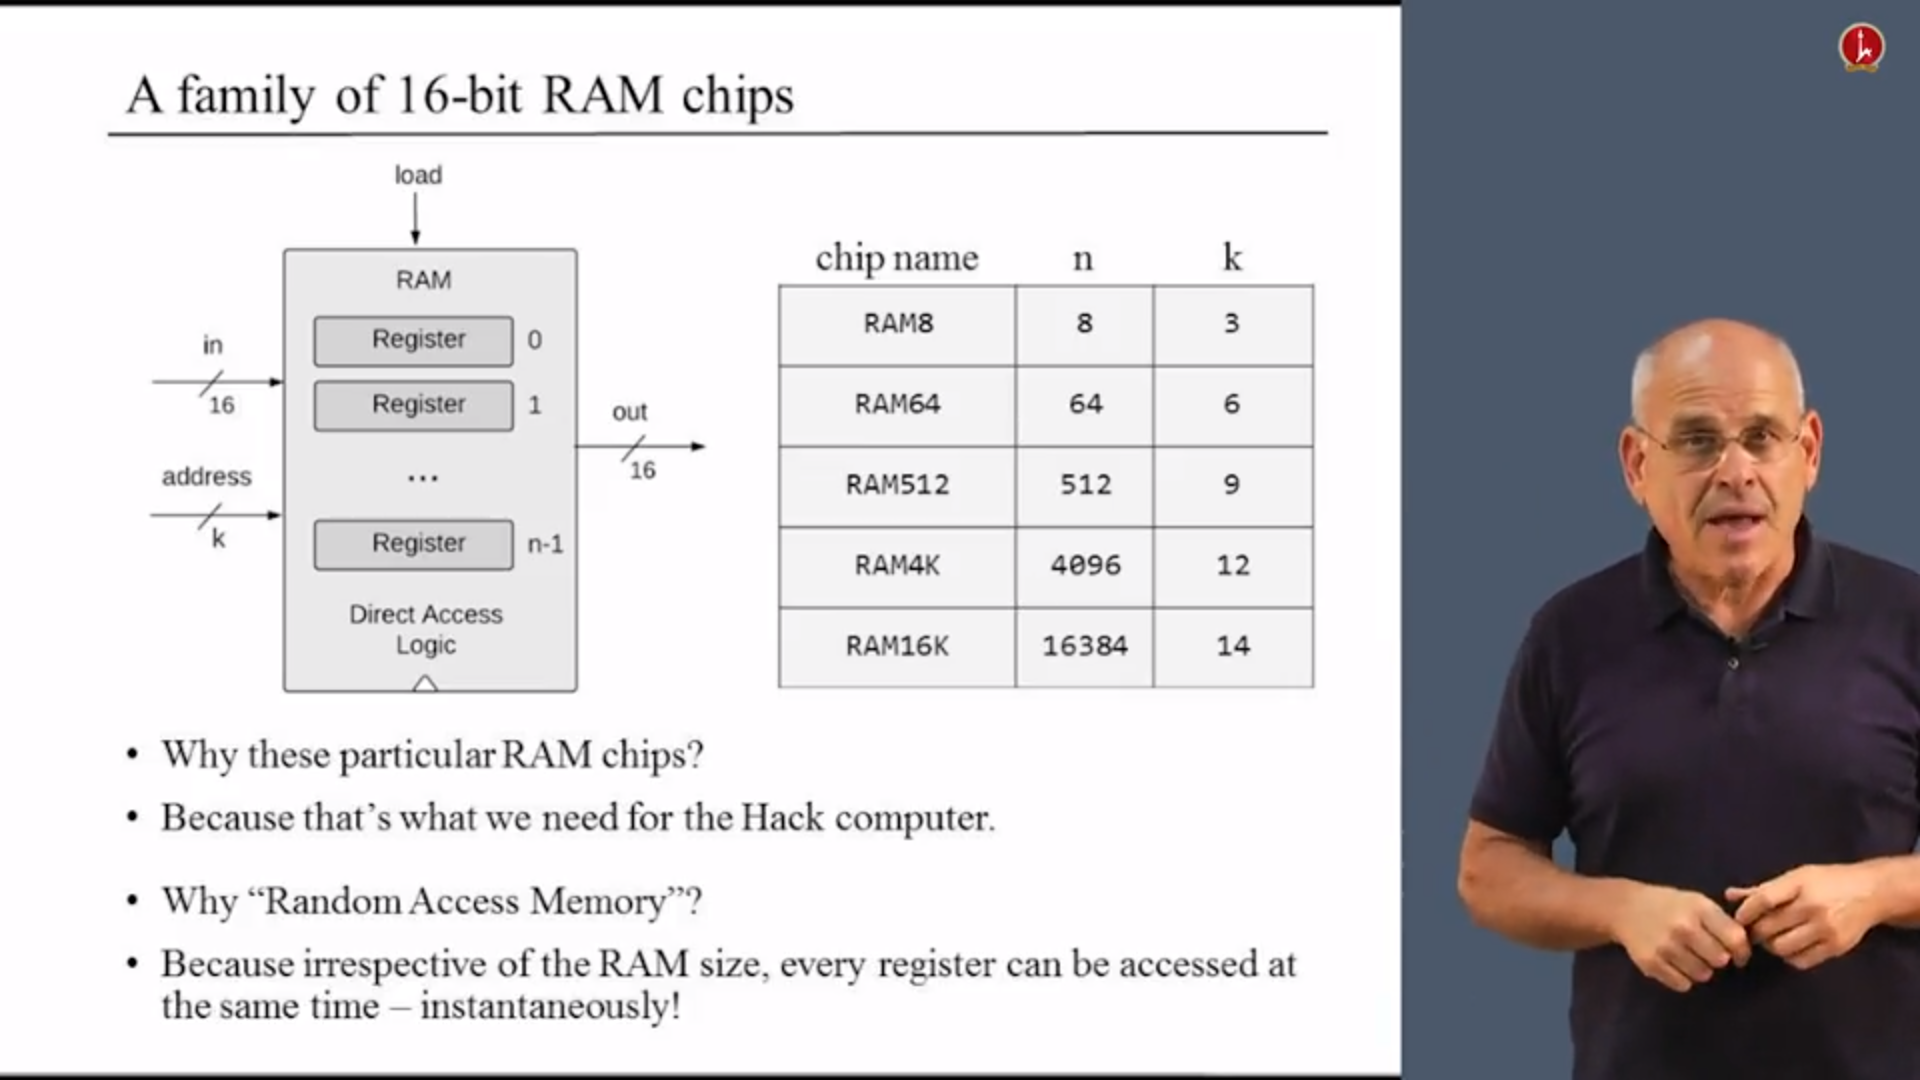 A family of 16-bit RAM chips
load
RAM
Register 0
in
16
Register 1
out
16
address
k
...
Register n-1
Direct Access
Logic
chip name n k
RAM8 8 3
RAM64 64 6
RAM512 512 9
RAM4K 4096 12
RAM16K 16384 14
• Why these particular RAM chips?
• Because that’s what we need for the Hack computer.
• Why “Random Access Memory”?
• Because irrespective of the RAM size, every register can be accessed at
the same time – instantaneously!